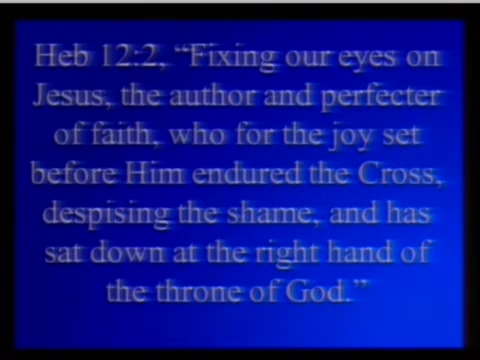 Heb 12:2, “Fixing our eyes on
Jesus, the author and perfecter
of faith, who for the joy set
before Him endured the Cross,
despising the shame, and has
sat down at the right hand of
the throne of God.”